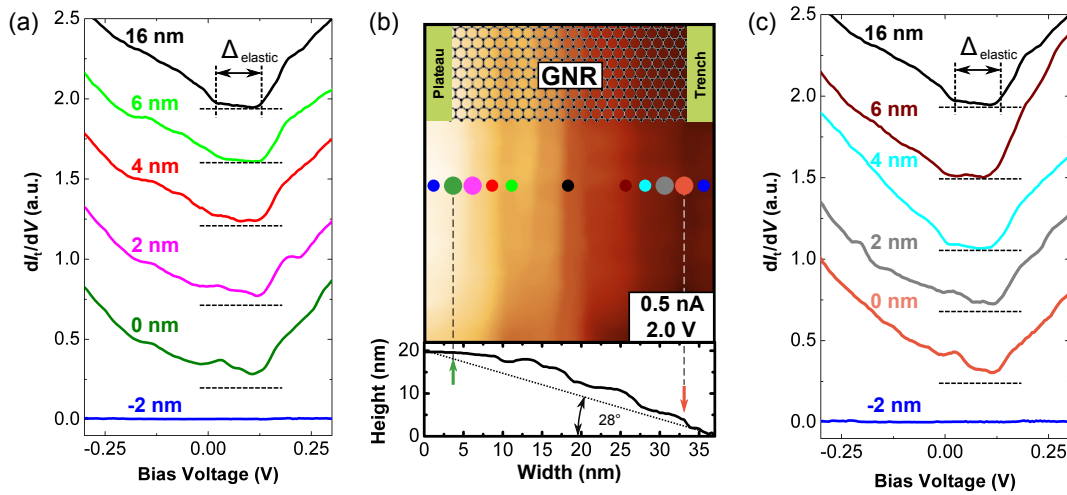 (a)
2.5
2.0
1.5
1.0
0.5
0.0
dIₜ/dV (a.u.)
16 nm
Δelastic
6 nm
4 nm
2 nm
0 nm
-2 nm
-0.25
0.00
0.25
Bias Voltage (V)
(b)
Plateau
GNR
Trench
0.5 nA
2.0 V
20
10
0
Height (nm)
28°
0 5 10 15 20 25 30 35
Width (nm)
(c)
2.5
2.0
1.5
1.0
0.5
0.0
dIₜ/dV (a.u.)
16 nm
Δelastic
6 nm
4 nm
2 nm
0 nm
-2 nm
-0.25
0.00
0.25
Bias Voltage (V)